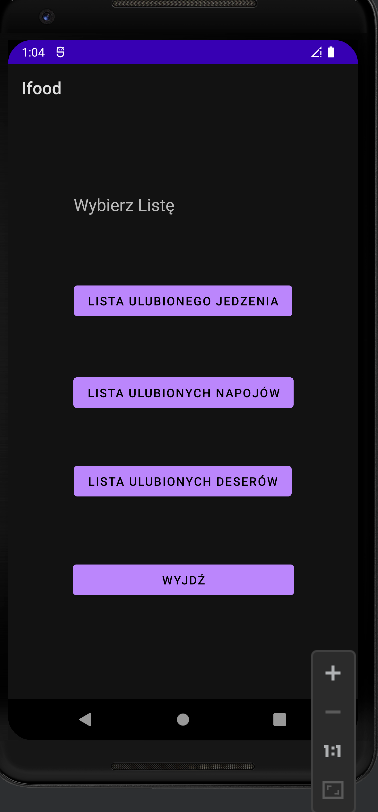 1:04
Ifood
Wybierz Listę
LISTA ULUBIONEGO JEDZENIA
LISTA ULUBIONYCH NAPOJÓW
LISTA ULUBIONYCH DESERÓW
WYJDŹ
1:1